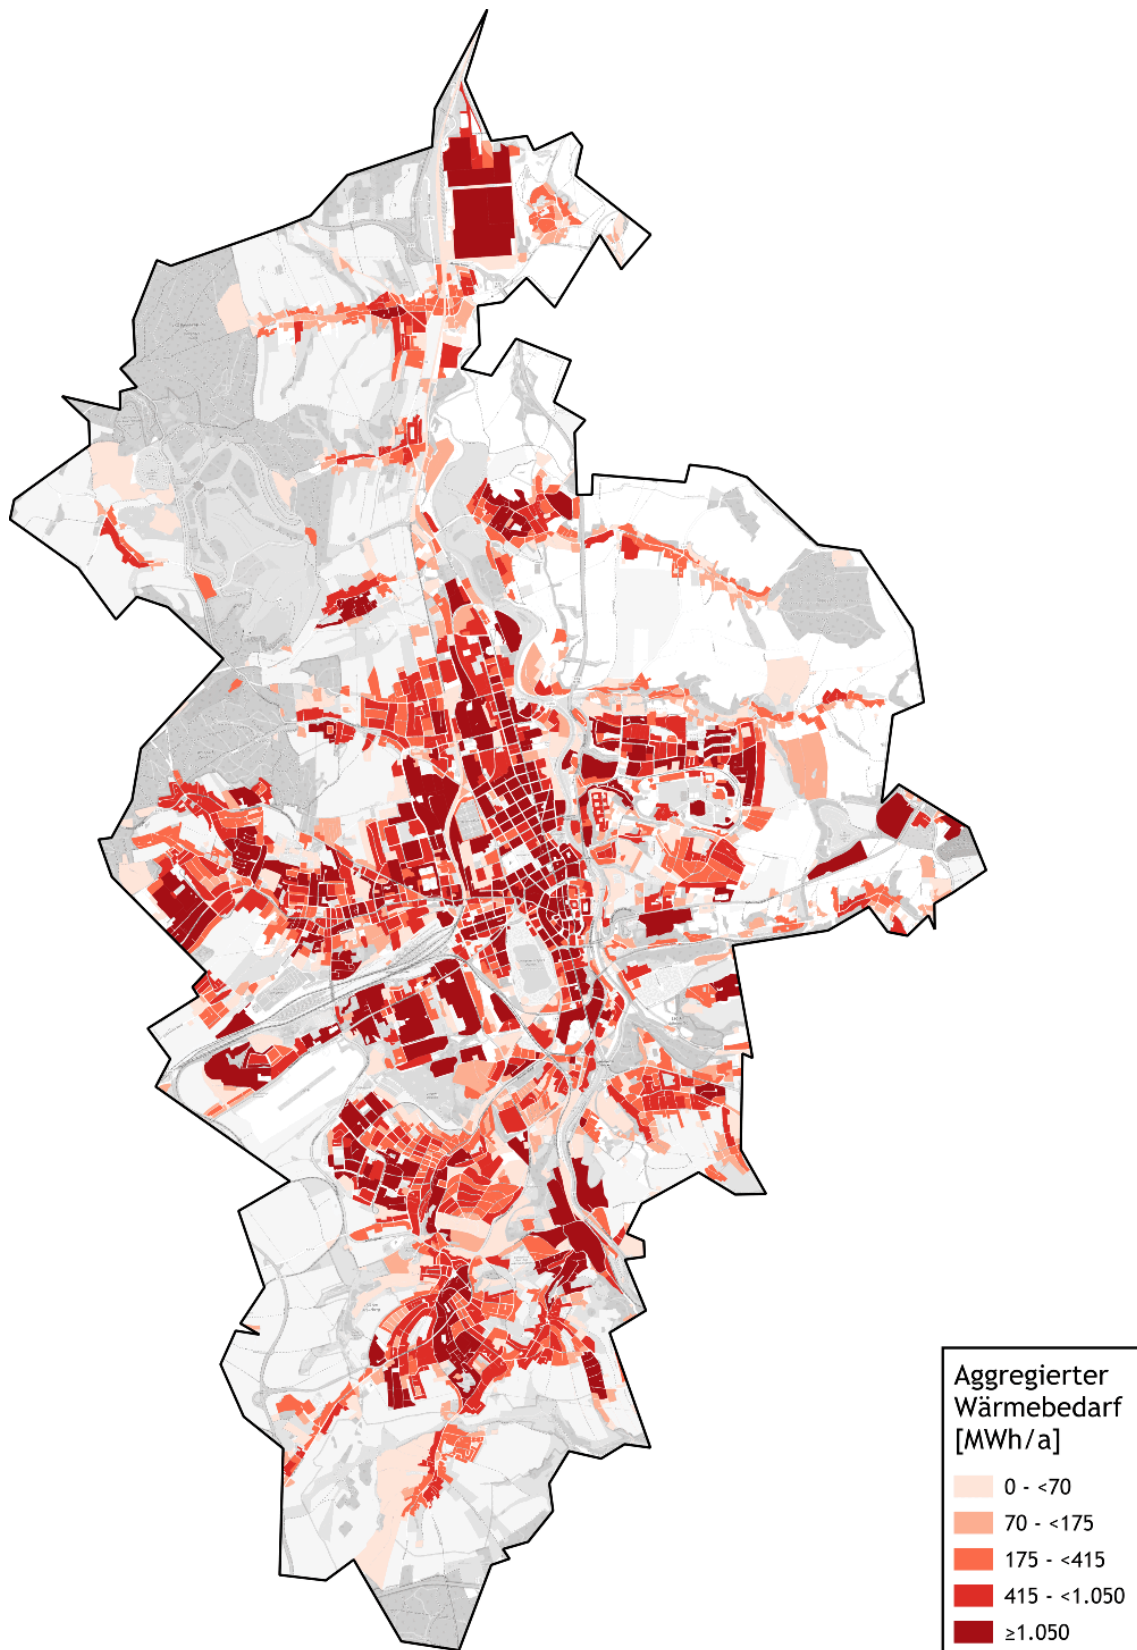 Aggregierter
Wärmebedarf
[MWh/a]
0 - <70
70 - <175
175 - <415
415 - <1.050
≥1.050